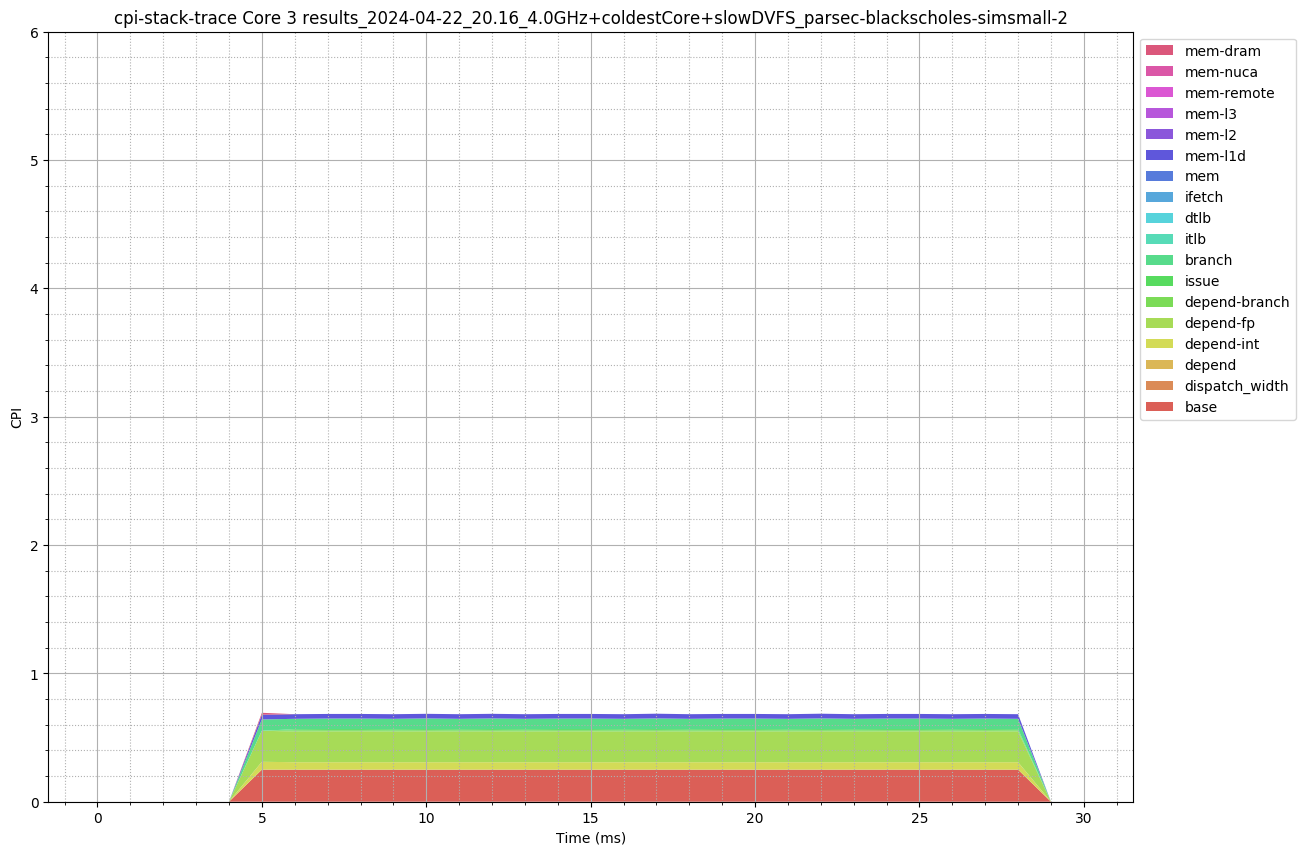 cpi-stack-trace Core 3 results_2024-04-22_20.16_4.0GHz+coldestCore+slowDVFS_parsec-blackscholes-simsmall-2
6
5
4
3
2
1
0
CPI
0
5
10
15
20
25
30
Time (ms)
mem-dram
mem-nuca
mem-remote
mem-l3
mem-l2
mem-l1d
mem
ifetch
dtlb
itlb
branch
issue
depend-branch
depend-fp
depend-int
depend
dispatch_width
base